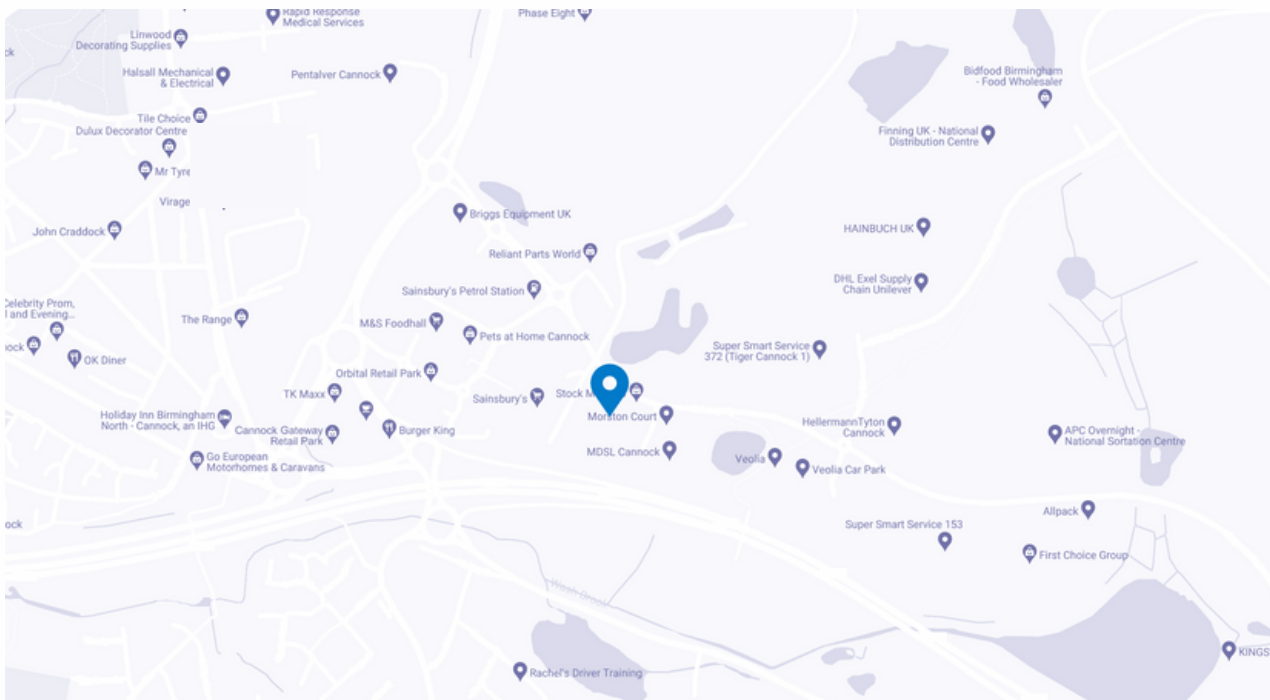 Rapid Response
Medical Services
Phase Eight
Linwood
Decorating Supplies
ck
Halsall Mechanical
& Electrical
Pentalver Cannock
Bidfood Birmingham
- Food Wholesaler
Tile Choice
Dulux Decorator Centre
Finning UK - National
Distribution Centre
Mr Tyre
Virage
Briggs Equipment UK
John Craddock
HAINBUCH UK
Reliant Parts World
DHL Exel Supply
Chain Unilever
Sainsbury's Petrol Station
Celebrity Prom,
l and Evening...
The Range
M&S Foodhall
Pets at Home Cannock
ock
OK Diner
Super Smart Service
372 (Tiger Cannock 1)
Orbital Retail Park
TK Maxx
Sainsbury's
Stock M
Holiday Inn Birmingham
North - Cannock, an IHG
Morston Court
Cannock Gateway
Retail Park
Burger King
HellermannTyton
Cannock
APC Overnight -
National Sortation Centre
MDSL Cannock
Go European
Motorhomes & Caravans
Veolia
Veolia Car Park
Allpack
ock
Super Smart Service 153
First Choice Group
Wash Brook
KINGS
Rachel's Driver Training